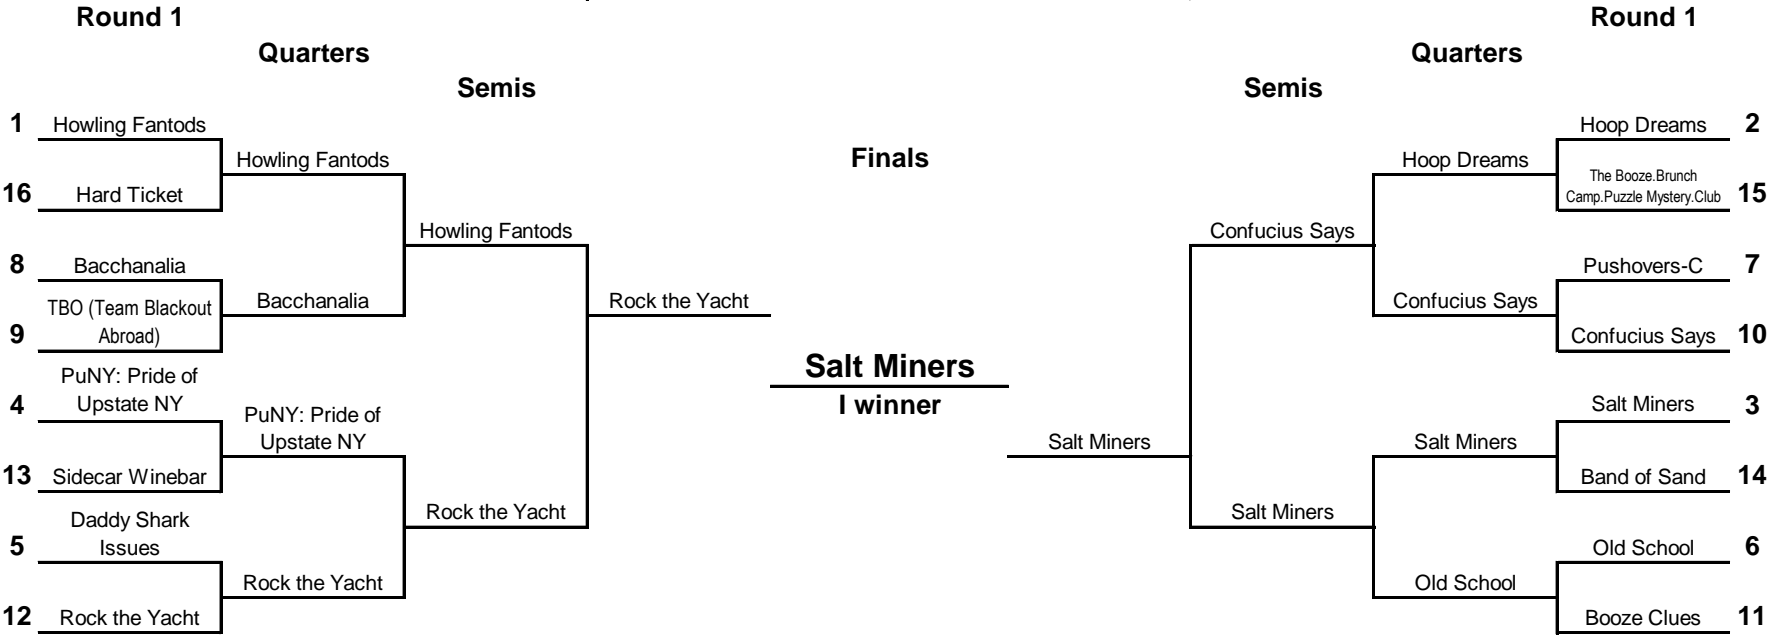 Round 1
Round 1
Quarters
Quarters
Semis
Semis
1 Howling Fantods
Hoop Dreams 2
Howling Fantods
Finals
Hoop Dreams
16 Hard Ticket
The Booze.Brunch
Camp.Puzzle Mystery.Club 15
Howling Fantods
Confucius Says
8 Bacchanalia
Pushovers-C 7
TBO (Team Blackout
Abroad)
9
Bacchanalia
Rock the Yacht
Confucius Says
Confucius Says 10
Salt Miners
I winner
PuNY: Pride of
Upstate NY
4
Salt Miners 3
PuNY: Pride of
Upstate NY
Salt Miners
Salt Miners
13 Sidecar Winebar
Band of Sand 14
Daddy Shark
Issues
5
Rock the Yacht
Salt Miners
Old School 6
Rock the Yacht
Old School
12 Rock the Yacht
Booze Clues 11